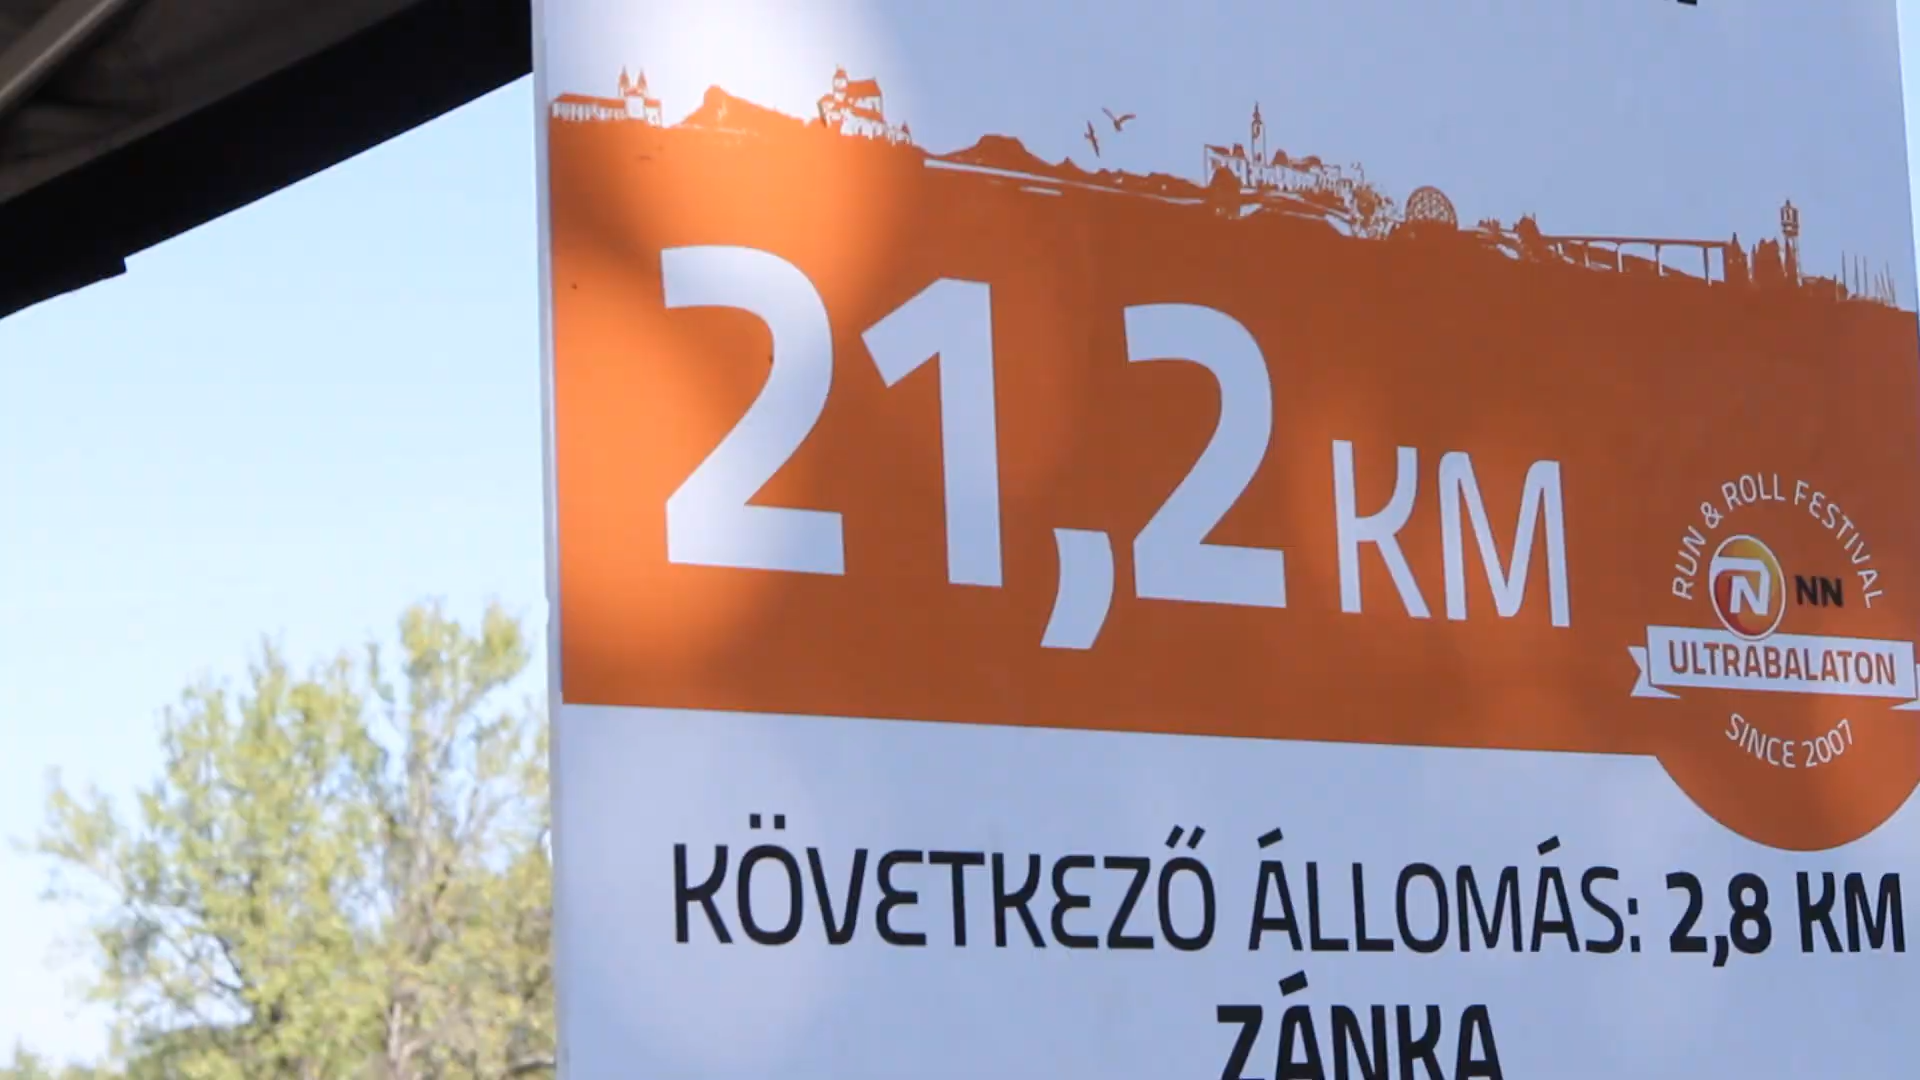 21,2 KM
RUN & ROLL FESTIVAL
NN
ULTRABALATON
SINCE 2007
KÖVETKEZŐ ÁLLOMÁS: 2,8 KM
ZÁNKA